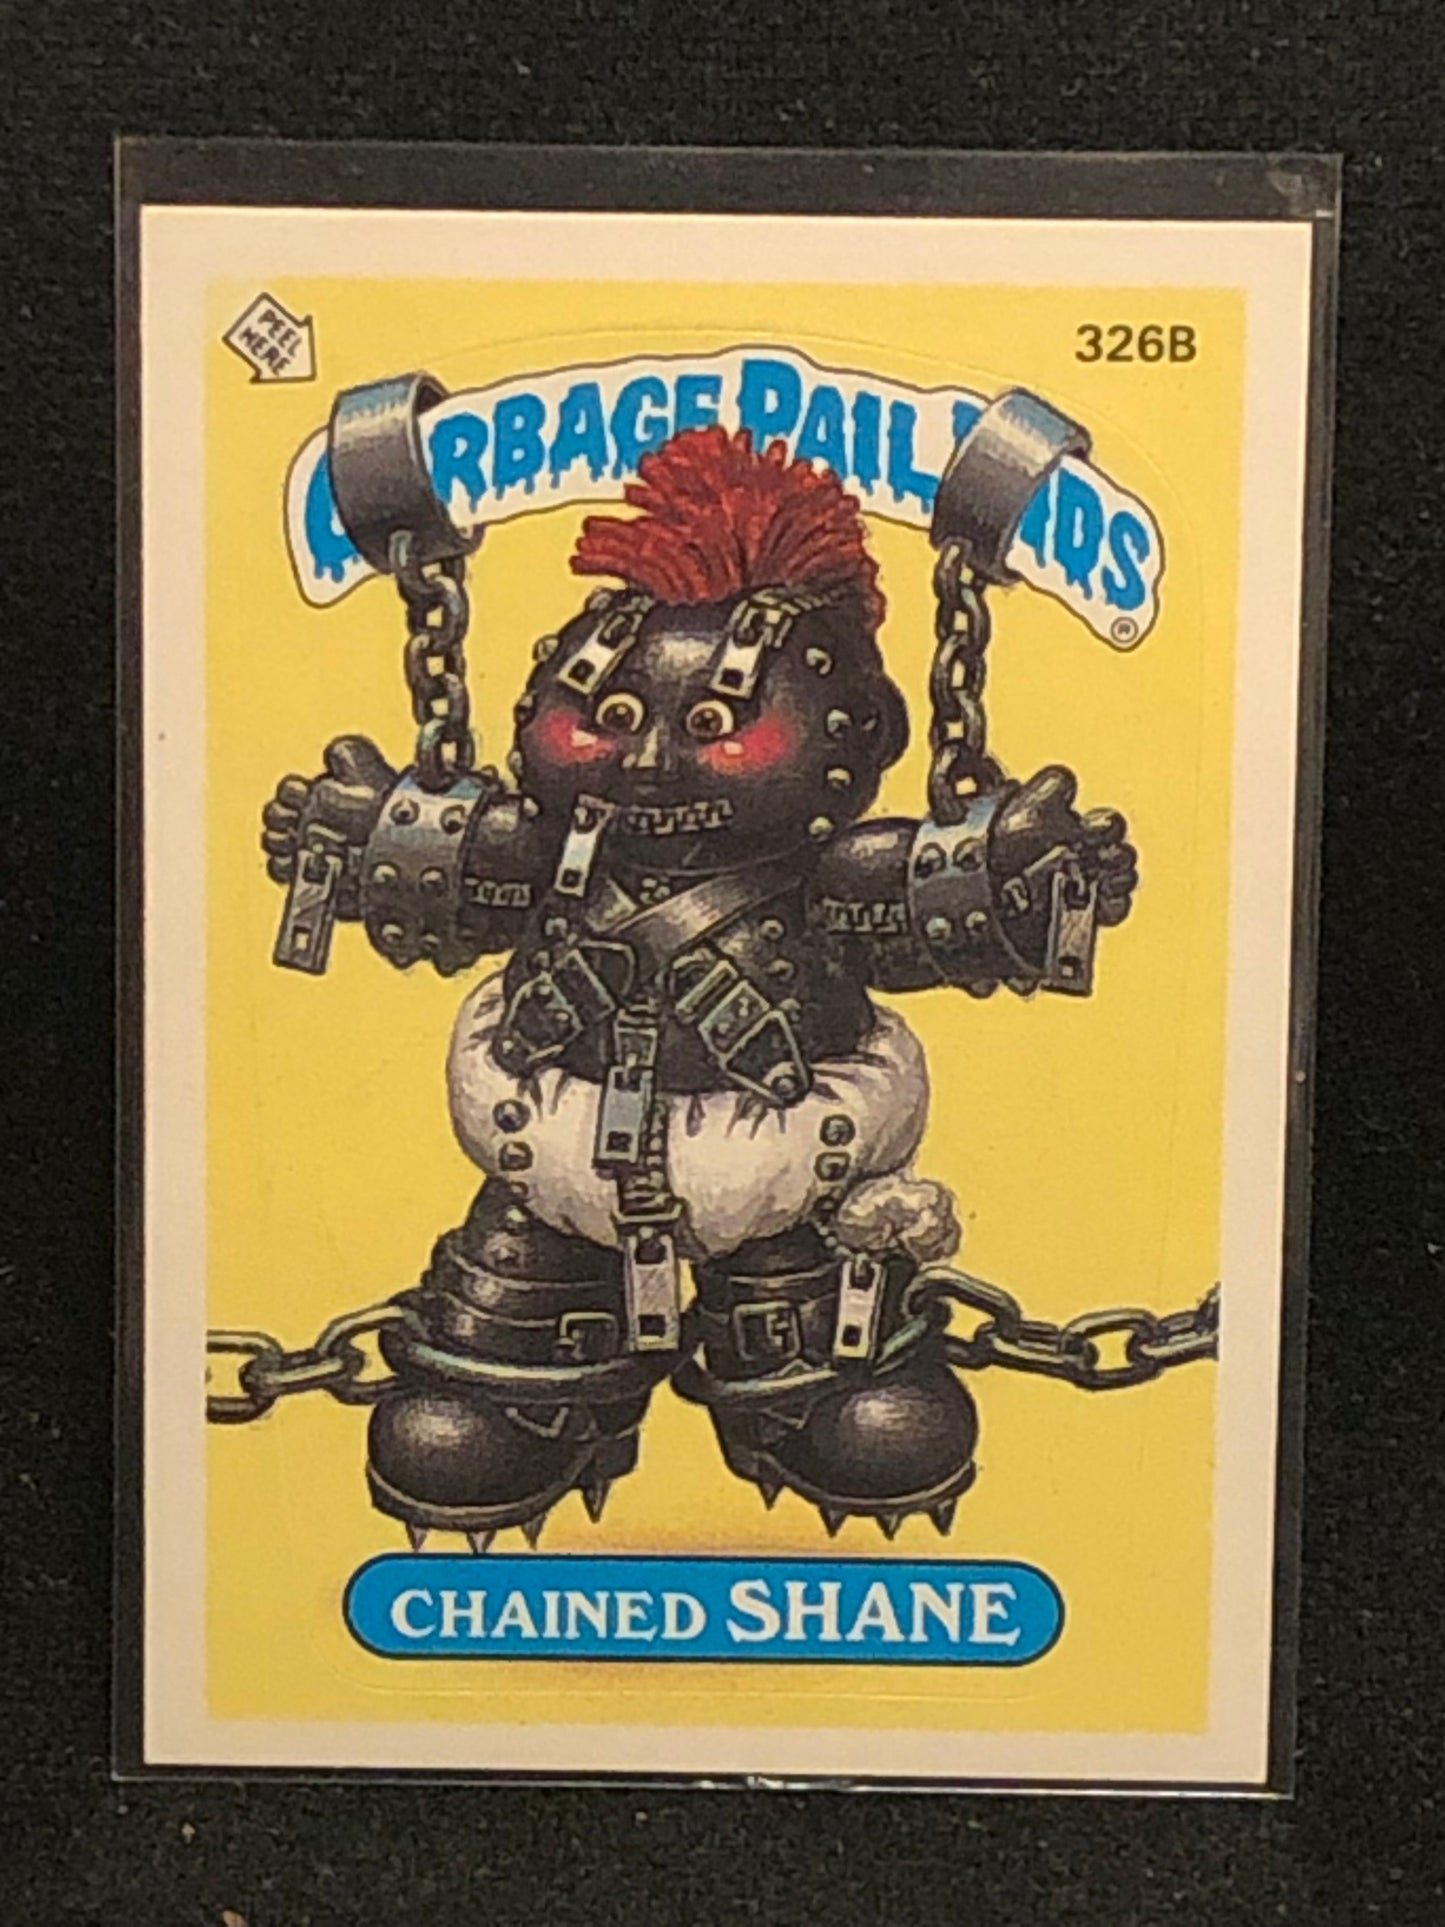 PEEL
HERE
326B
GARBAGE PAIL KIDS
®
CHAINED SHANE